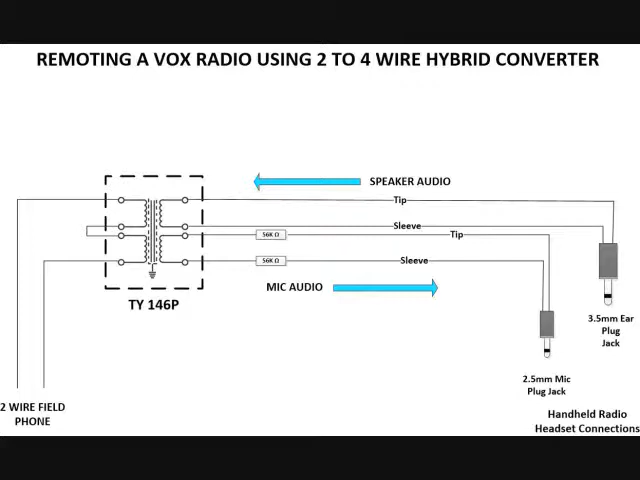 REMOTING A VOX RADIO USING 2 TO 4 WIRE HYBRID CONVERTER
SPEAKER AUDIO
Tip
Sleeve
56K Ω
Tip
56K Ω
Sleeve
MIC AUDIO
TY 146P
3.5mm Ear
Plug
Jack
2.5mm Mic
Plug Jack
2 WIRE FIELD
PHONE
Handheld Radio
Headset Connections